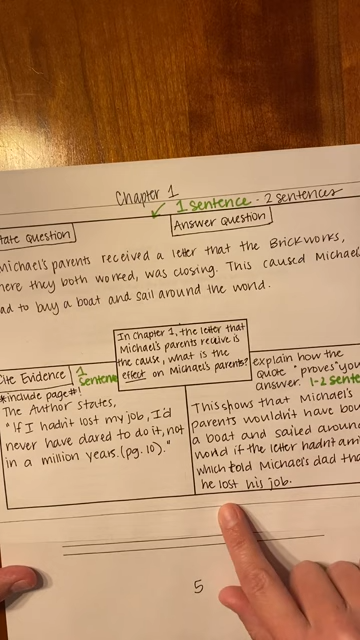 Chapter 1
1 sentence - 2 sentences
tate question
Answer Question
Michael's parents received a letter that the Brickworks,
here they both worked, was closing. This caused Michael's
ad to buy a boat and sail around the world.
In chapter 1, the letter that
Michael's parents receive is
the cause, what is the
effect on Michael's parents?
Cite Evidence
1
sentence
*include page#!
The Author states,
"If I hadn't lost my job, I'd
never have dared to do it, not
in a million years. (pg. 10)."
explain how the
quote "proves" your
answer. 1-2 sente
This shows that Michael's
parents wouldn't have bou
a boat and sailed around
world if the letter hadn't arri
which told Michael's dad tha
he lost his job.
5